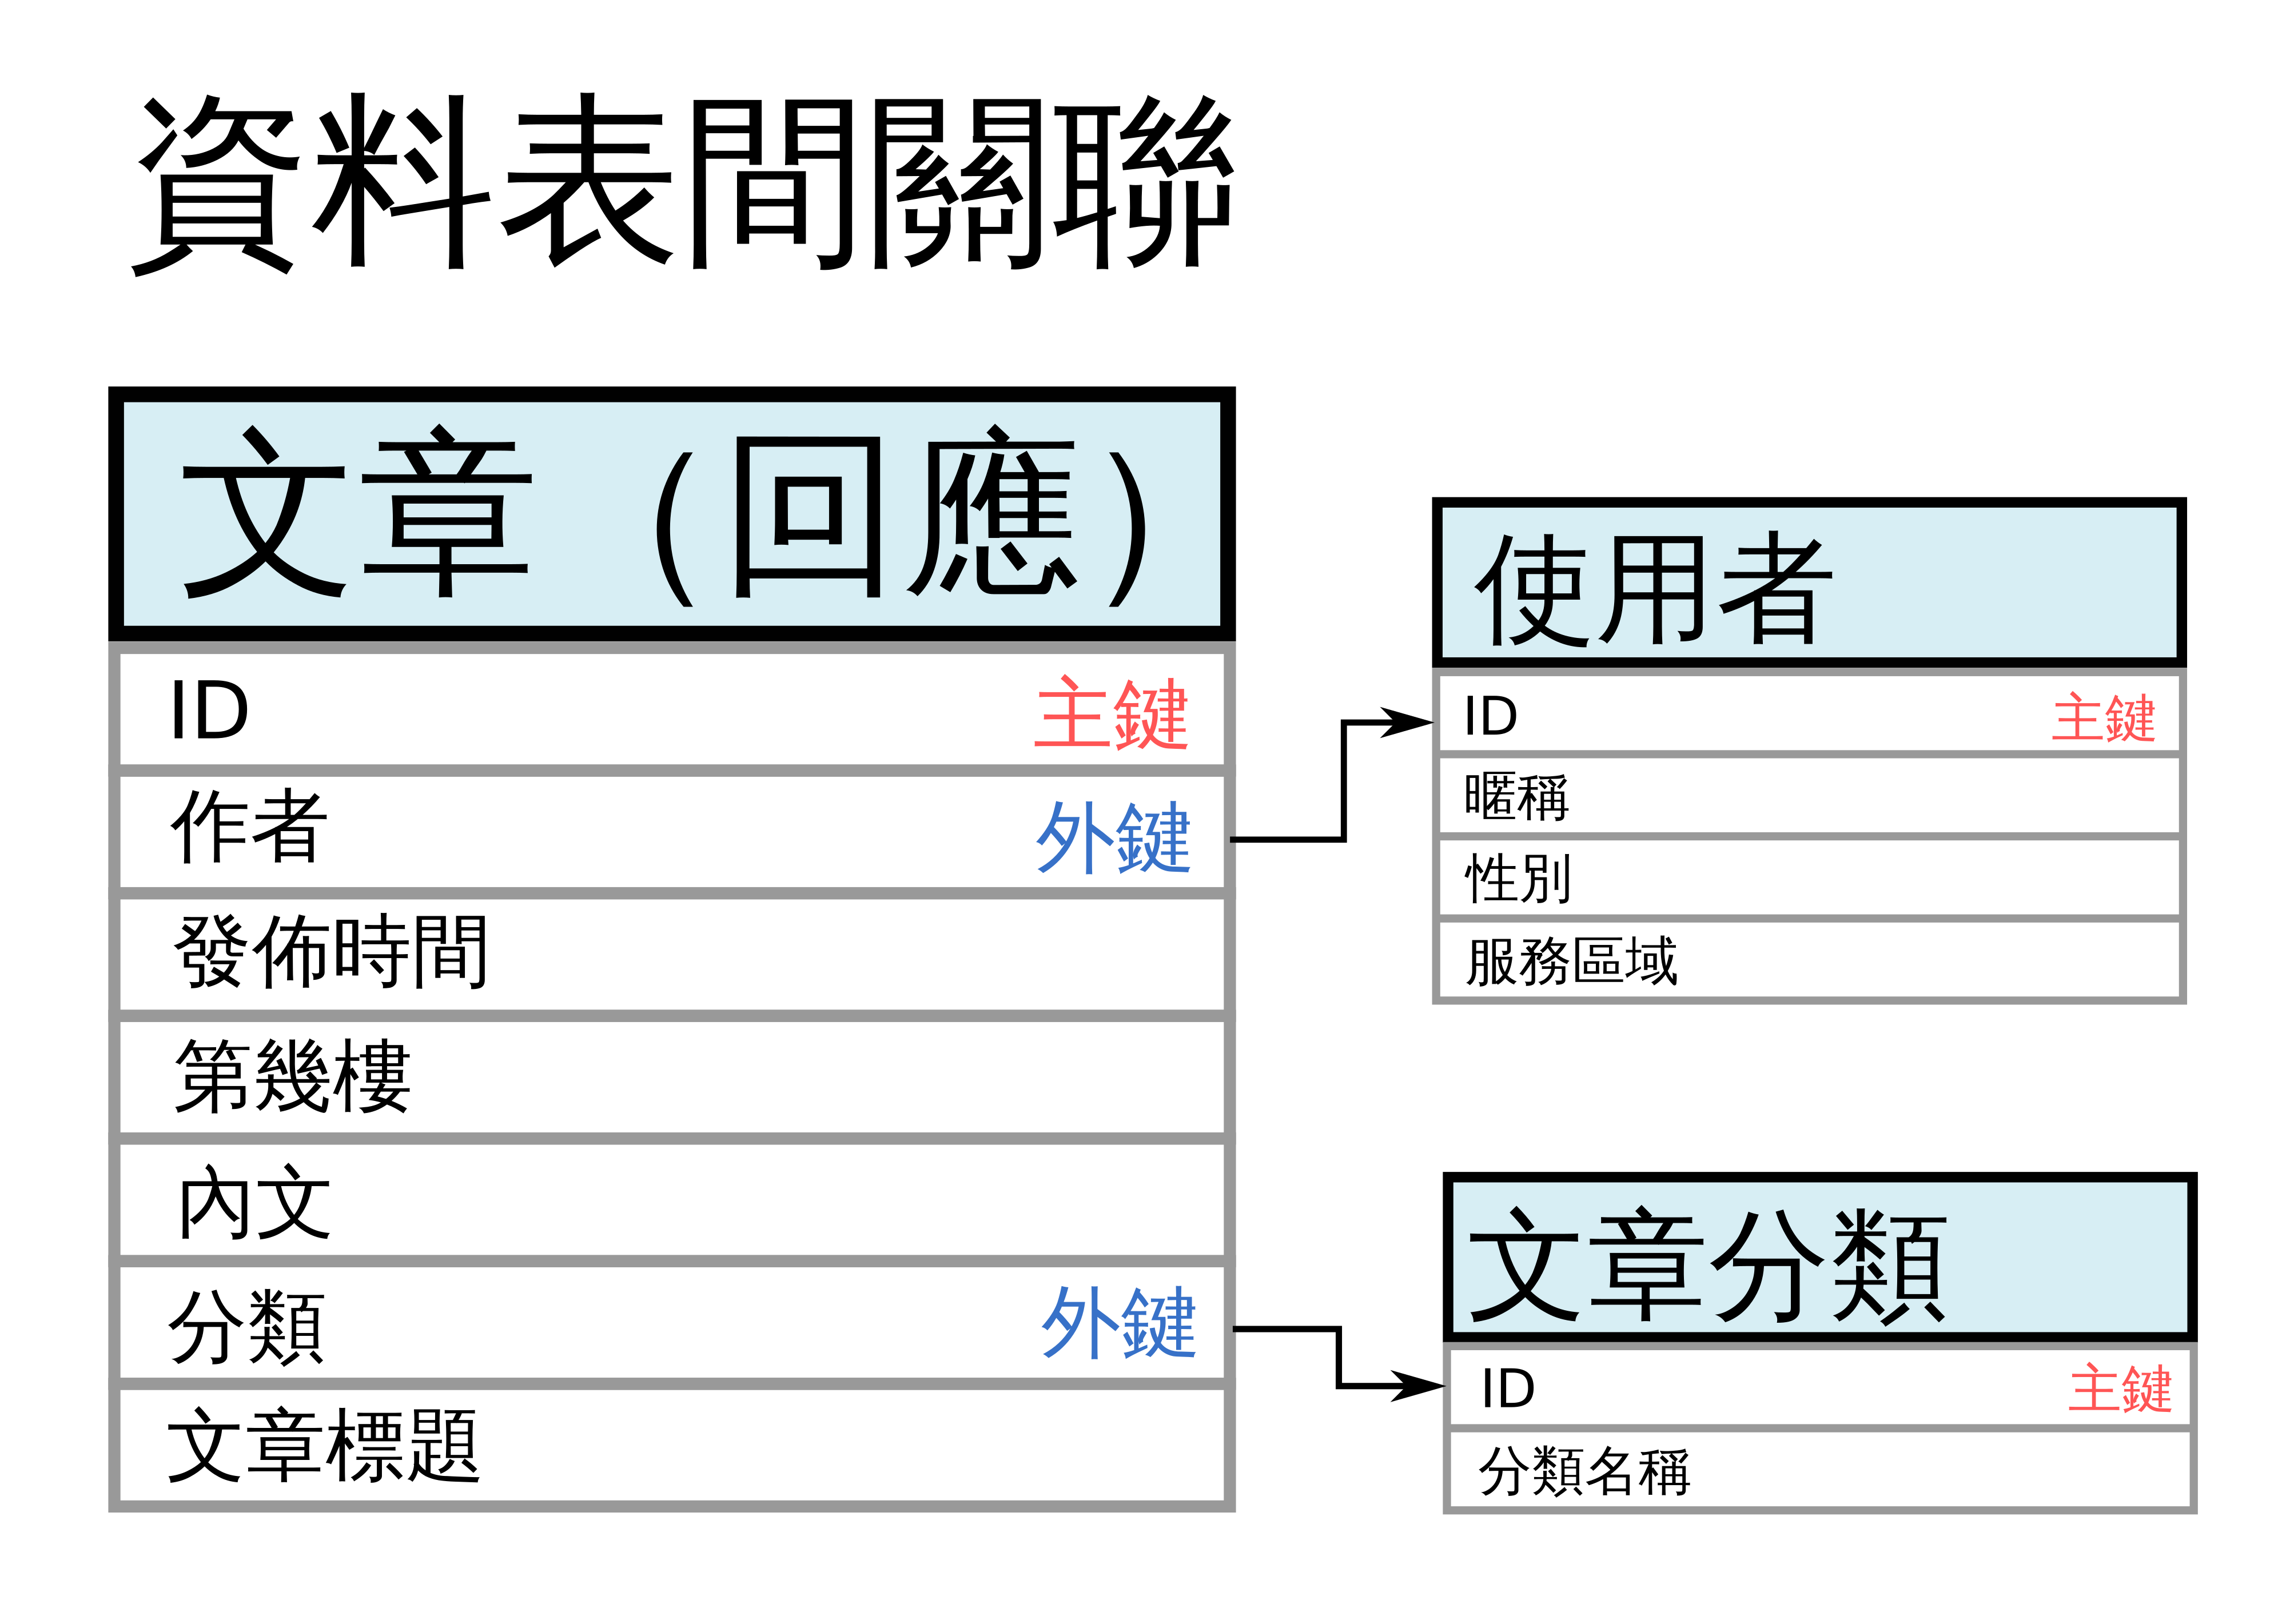 資料表間關聯
文章（回應）
ID 主鍵
作者 外鍵
發佈時間
第幾樓
內文
分類 外鍵
文章標題
使用者
ID 主鍵
暱稱
性別
服務區域
文章分類
ID 主鍵
分類名稱